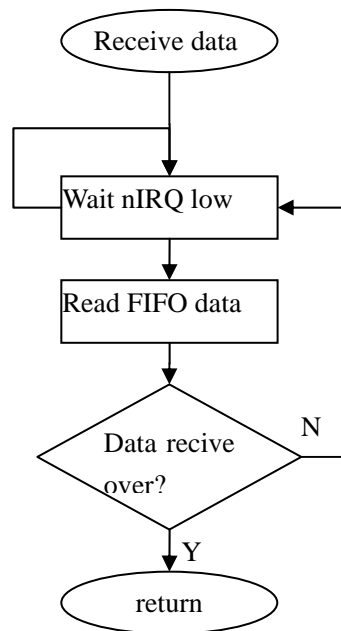 Receive data
Wait nIRQ low
Read FIFO data
Data recive
over?
N
Y
return